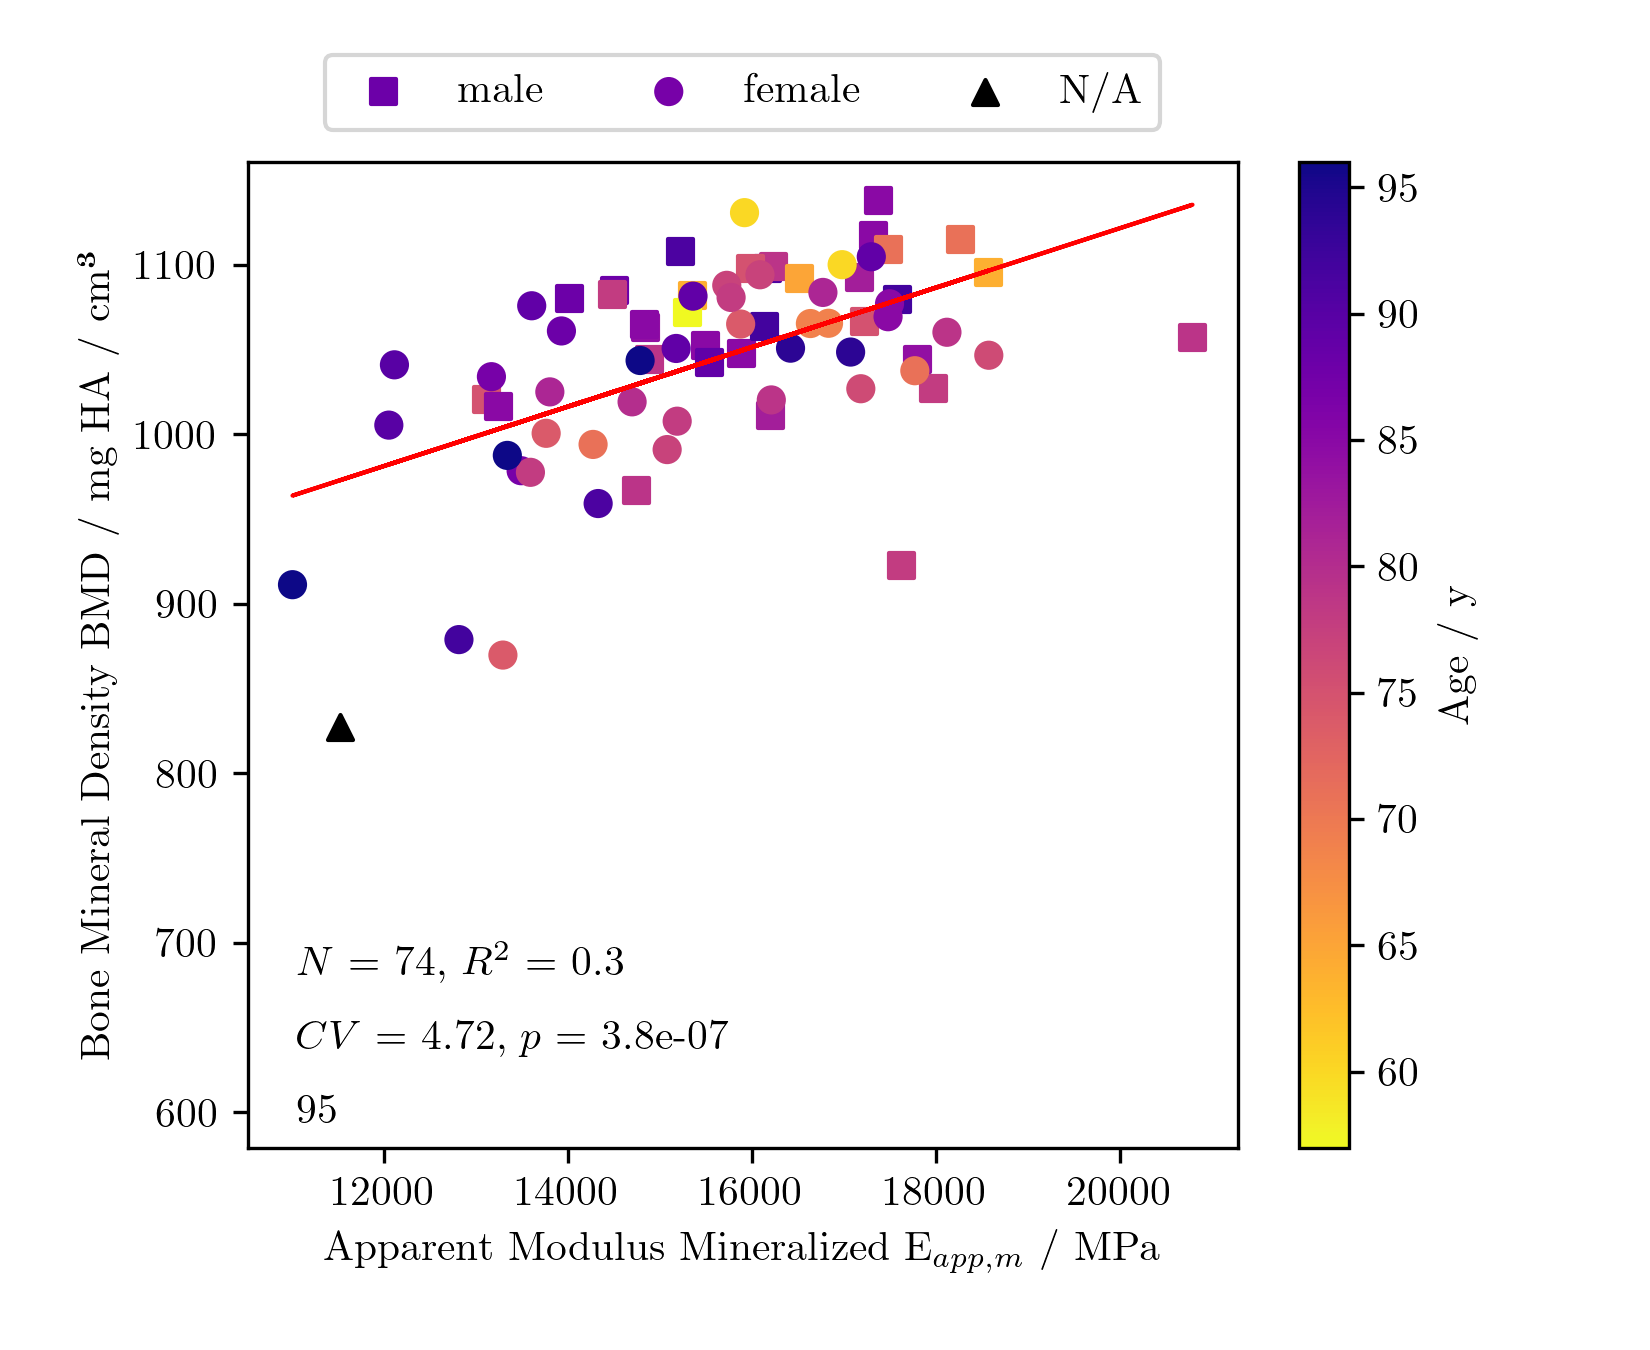 male female N/A
1100
1000
900
800
700
600
Bone Mineral Density BMD / mg HA / cm³
N = 74, R² = 0.3
CV = 4.72, p = 3.8e-07
95
12000 14000 16000 18000 20000
Apparent Modulus Mineralized E_app,m / MPa
95
90
85
80
75
70
65
60
Age / y